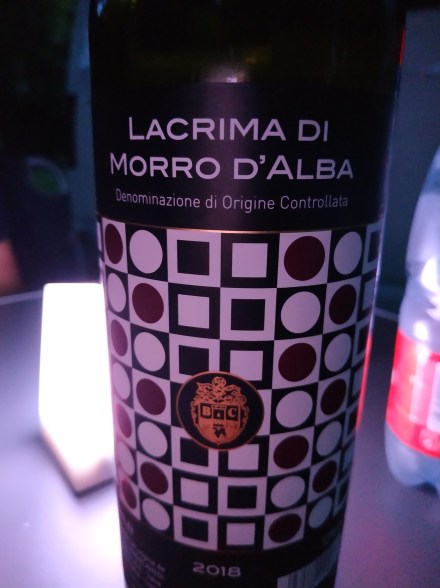 LACRIMA DI
MORRO D'ALBA
Denominazione di Origine Controllata
B C
2018